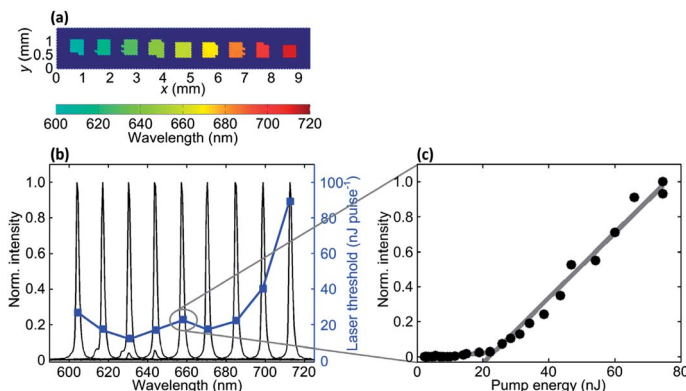 (a)
y (mm)
1
0.5
0
0 1 2 3 4 5 6 7 8 9
x (mm)
600 620 640 660 680 700 720
Wavelength (nm)
(b)
Norm. intensity
1.0
0.8
0.6
0.4
0.2
0
600 620 640 660 680 700 720
Wavelength (nm)
100
80
60
40
20
0
Laser threshold (nJ pulse⁻¹)
(c)
Norm. intensity
1.0
0.8
0.6
0.4
0.2
0
0 20 40 60 80
Pump energy (nJ)